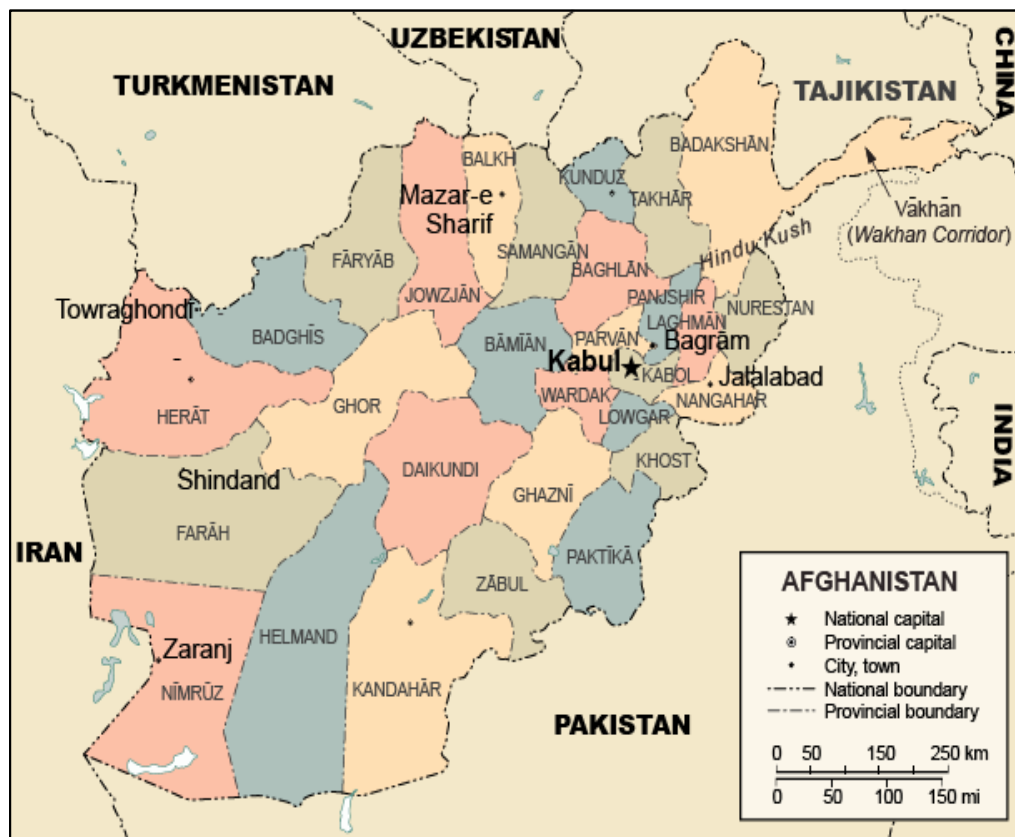 UZBEKISTAN
CHINA
TURKMENISTAN
TAJIKISTAN
BADAKSHĀN
BALKH
KUNDUZ
TAKHĀR
Mazar-e
Sharif
Vākhān
(Wakhan Corridor)
Hindu Kush
SAMANGĀN
FĀRYĀB
BAGHLĀN
JOWZJĀN
PANJSHIR
NURESTAN
Towraghondī
LAGHMĀN
BADGHĪS
BĀMĪĀN
PARVĀN
Bagrām
Kabul
KABOL
Jalalabad
WARDAK
NANGAHAR
GHOR
HERĀT
LOWGAR
INDIA
KHOST
DAIKUNDI
Shindand
GHAZNĪ
FARĀH
IRAN
PAKTĪKĀ
ZĀBUL
HELMAND
Zaranj
NĪMRŪZ
KANDAHĀR
PAKISTAN
AFGHANISTAN
National capital
Provincial capital
City, town
National boundary
Provincial boundary
0 50 150 250 km
0 50 100 150 mi